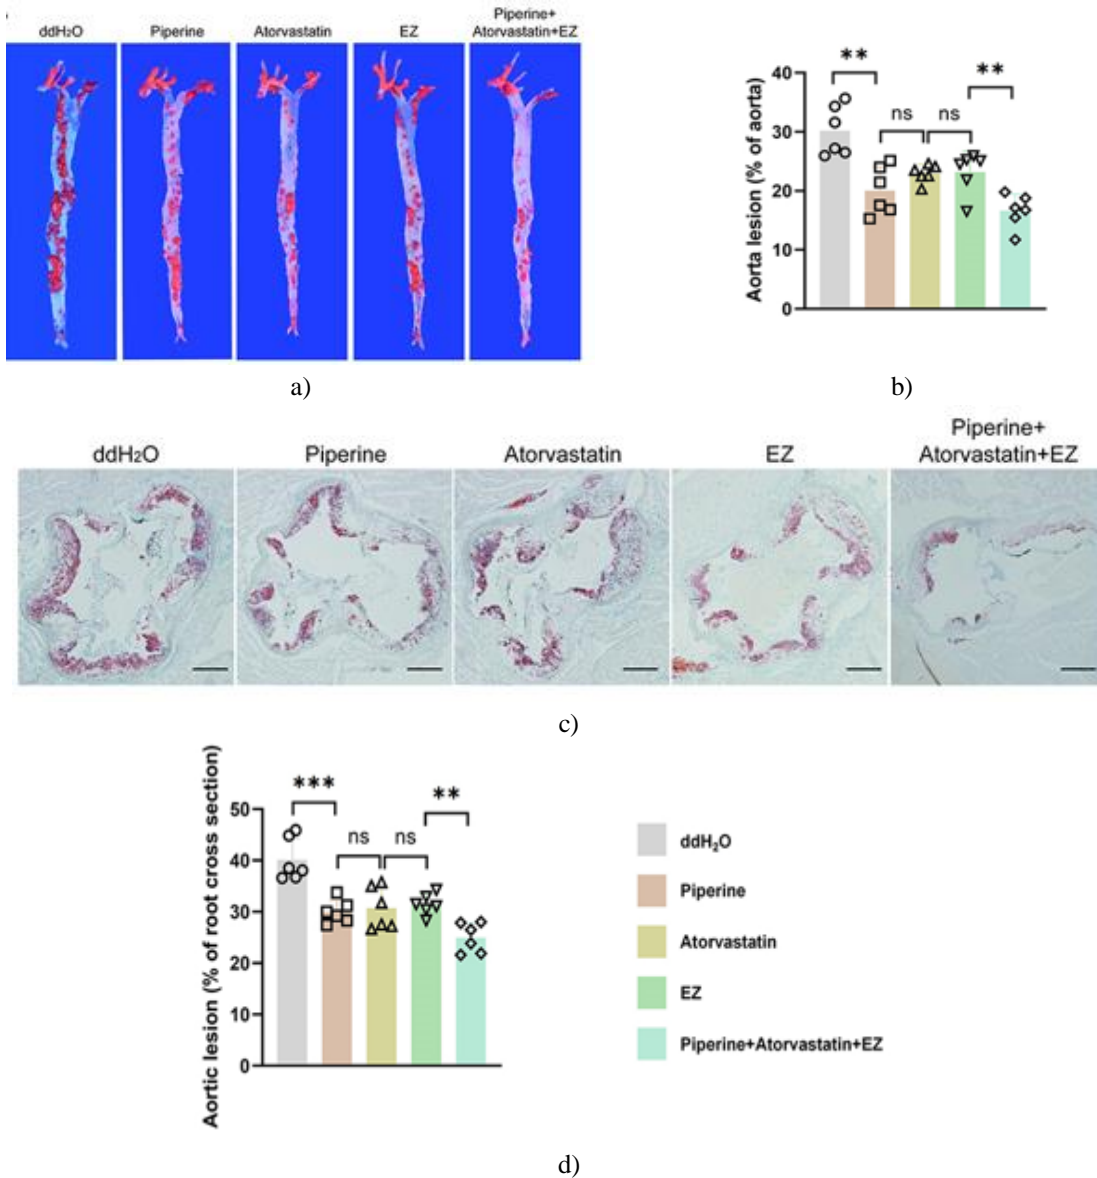 Piperine+
ddH₂O Piperine Atorvastatin EZ Atorvastatin+EZ
a)
Aorta lesion (% of aorta)
40
30
20
10
0
** ns ns **
b)
Piperine+
ddH₂O Piperine Atorvastatin EZ Atorvastatin+EZ
c)
Aortic lesion (% of root cross section)
50
40
30
20
10
0
*** ns ns **
ddH₂O
Piperine
Atorvastatin
EZ
Piperine+Atorvastatin+EZ
d)